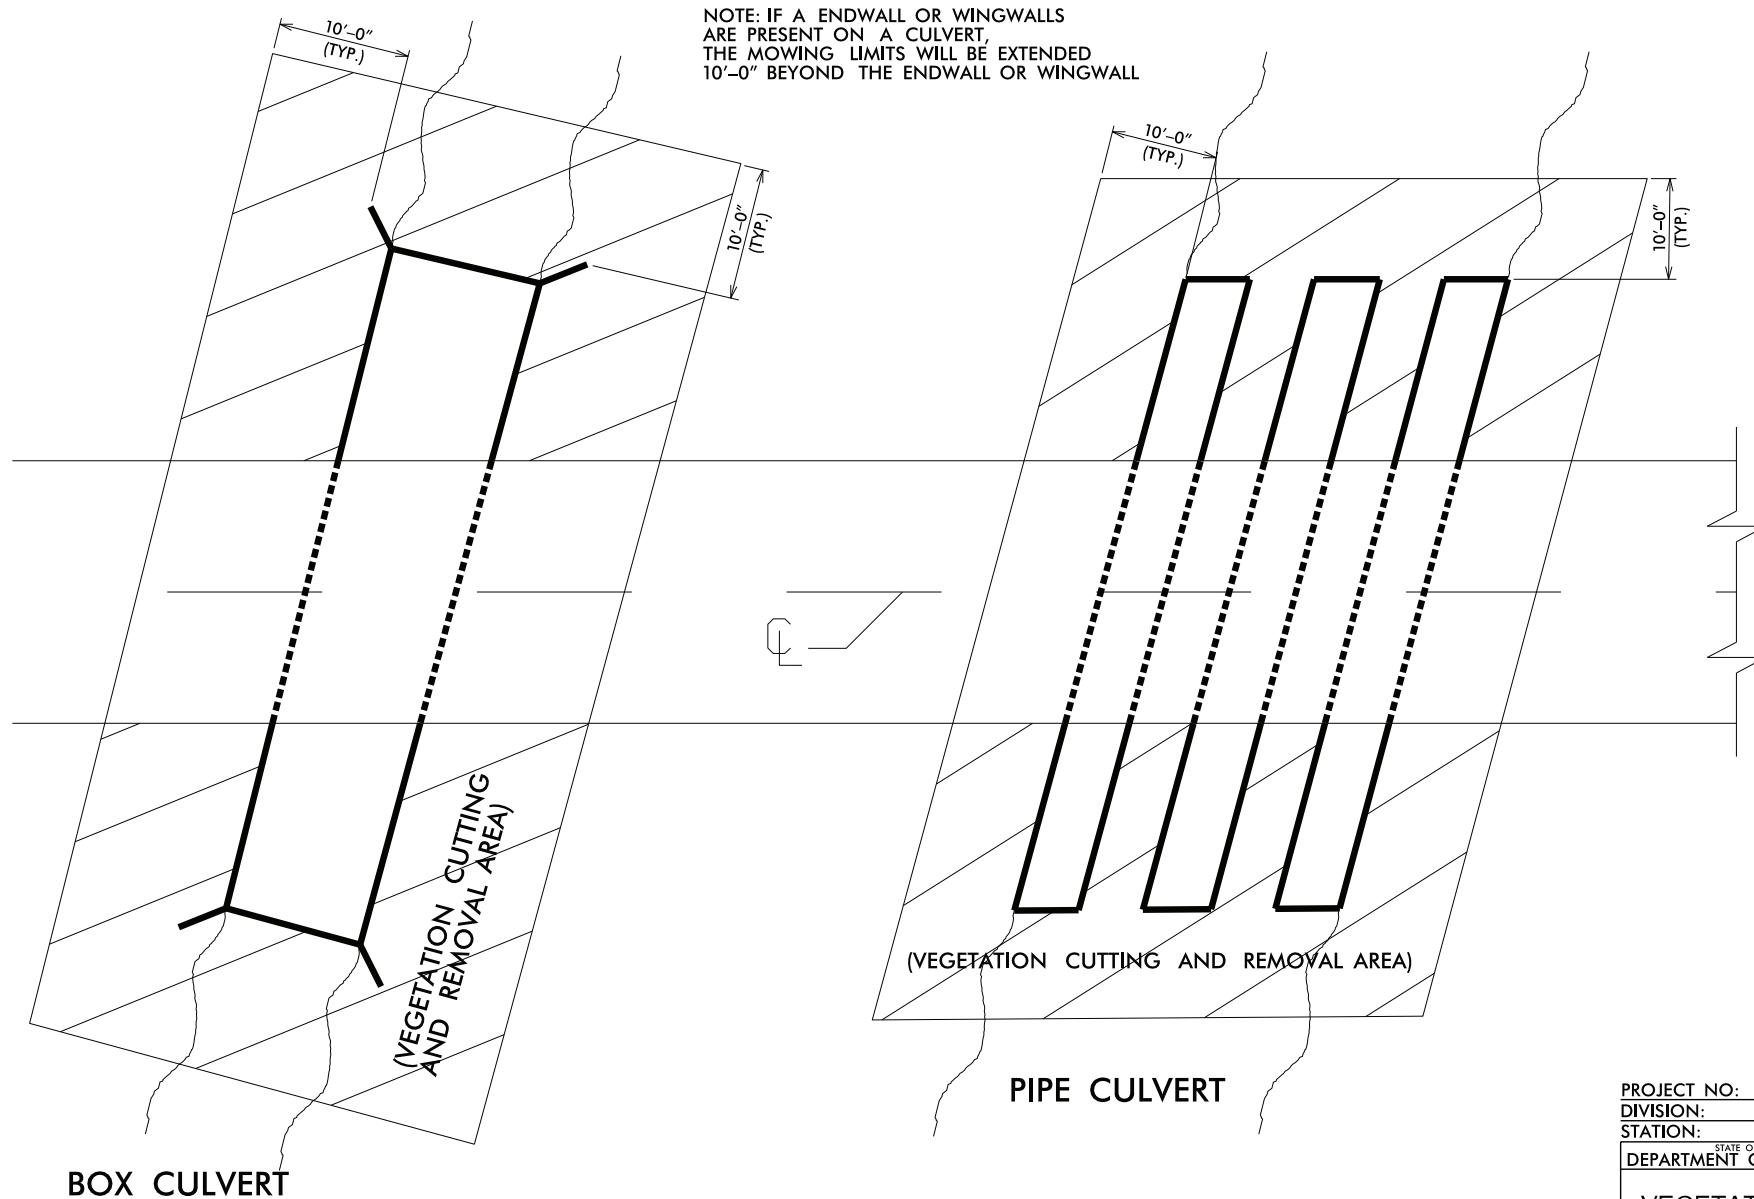 NOTE: IF A ENDWALL OR WINGWALLS
ARE PRESENT ON A CULVERT,
THE MOWING LIMITS WILL BE EXTENDED
10'–0" BEYOND THE ENDWALL OR WINGWALL
10'–0"
(TYP.)
10'–0"
(TYP.)
10'–0"
(TYP.)
10'–0"
(TYP.)
CL
(VEGETATION CUTTING
AND REMOVAL AREA)
(VEGETATION CUTTING AND REMOVAL AREA)
PIPE CULVERT
BOX CULVERT
PROJECT NO:
DIVISION:
STATION:
STATE O
DEPARTMENT